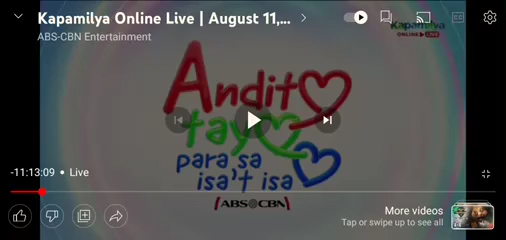 Kapamilya Online Live | August 11,...
ABS-CBN Entertainment
CC
Kapamilya
ONLINE LIVE
Andito
tayo
para sa
isa't isa
ABS-CBN
-11:13:09 • Live
More videos
Tap or swipe up to see all